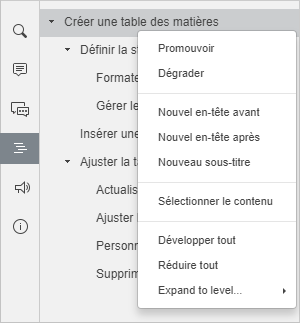 Créer une table des matières
Définir la s
Formate
Gérer le
Insérer une
Ajuster la ta
Actualis
Ajuster l
Personn
Supprim
Promouvoir
Dégrader
Nouvel en-tête avant
Nouvel en-tête après
Nouveau sous-titre
Sélectionner le contenu
Développer tout
Réduire tout
Expand to level...